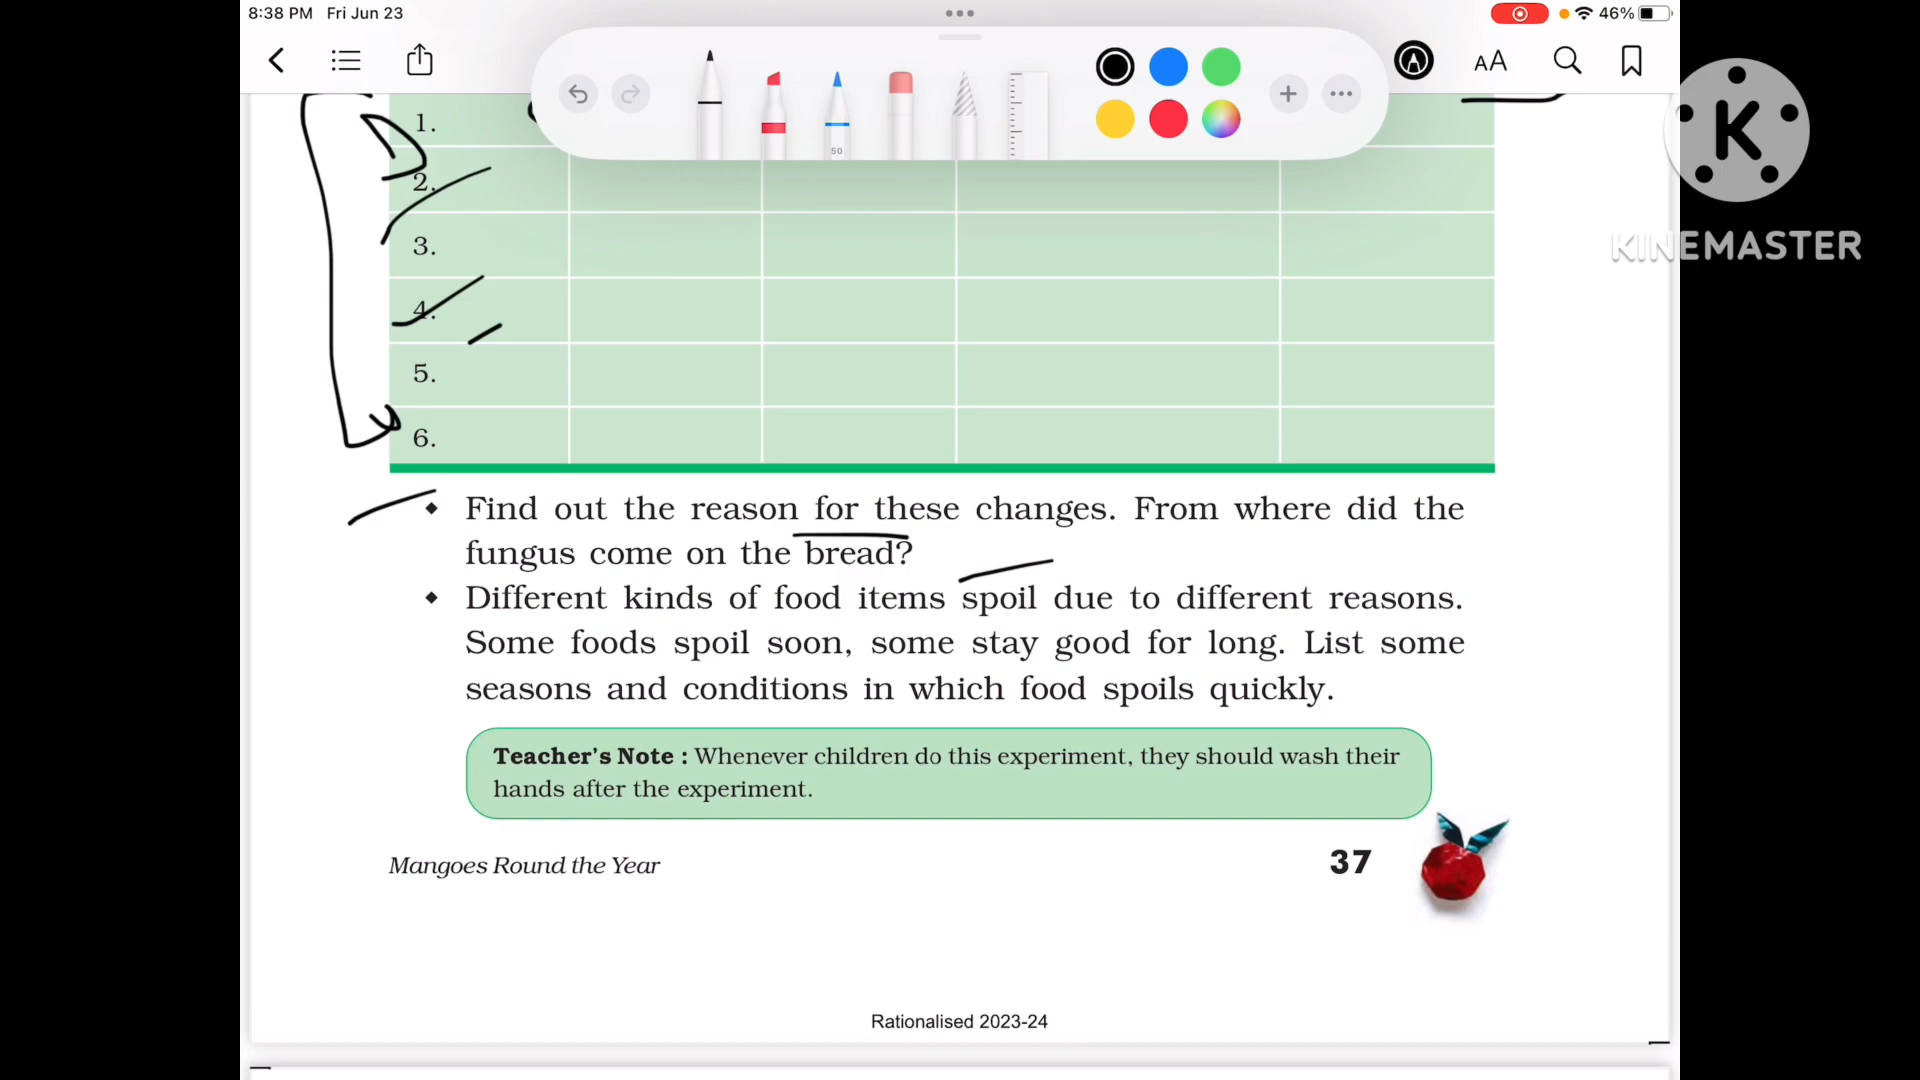 8:38 PM Fri Jun 23
46%
AA
50
K
KINEMASTER
1.
2.
3.
4.
5.
6.
◆ Find out the reason for these changes. From where did the
fungus come on the bread?
◆ Different kinds of food items spoil due to different reasons.
Some foods spoil soon, some stay good for long. List some
seasons and conditions in which food spoils quickly.
Teacher's Note : Whenever children do this experiment, they should wash their
hands after the experiment.
Mangoes Round the Year
37
Rationalised 2023-24